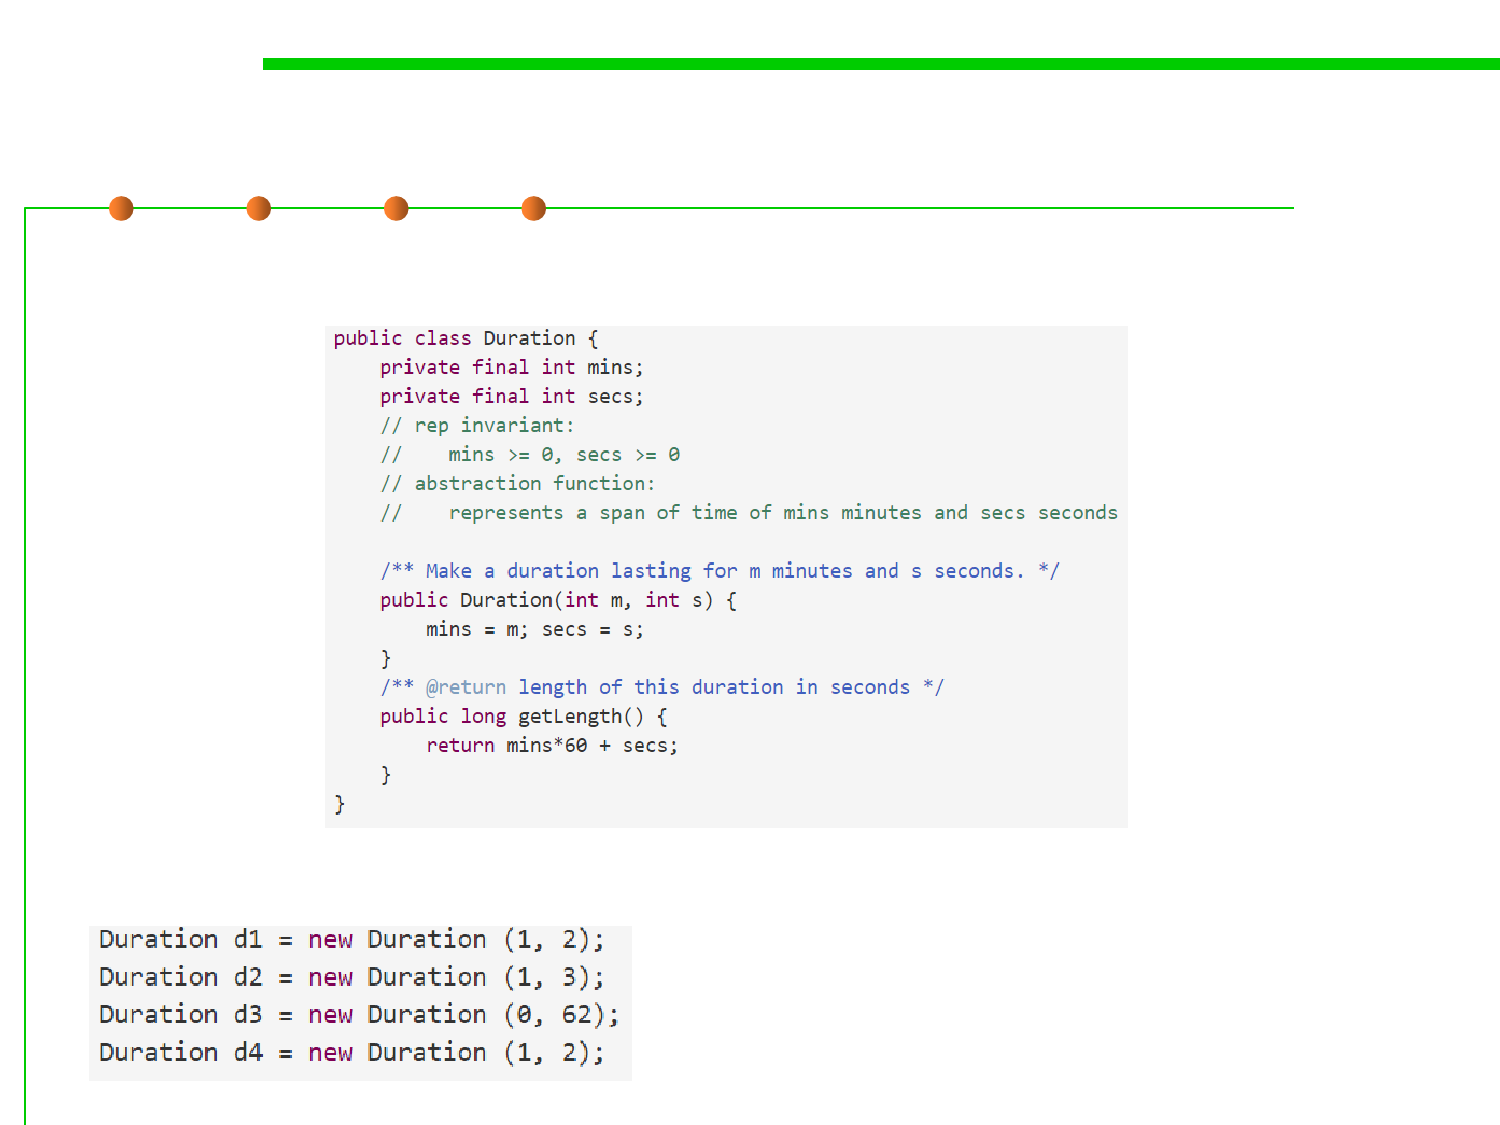 public class Duration {
    private final int mins;
    private final int secs;
    // rep invariant:
    //    mins >= 0, secs >= 0
    // abstraction function:
    //    represents a span of time of mins minutes and secs seconds

    /** Make a duration lasting for m minutes and s seconds. */
    public Duration(int m, int s) {
        mins = m; secs = s;
    }
    /** @return length of this duration in seconds */
    public long getLength() {
        return mins*60 + secs;
    }
}
Duration d1 = new Duration (1, 2);
Duration d2 = new Duration (1, 3);
Duration d3 = new Duration (0, 62);
Duration d4 = new Duration (1, 2);